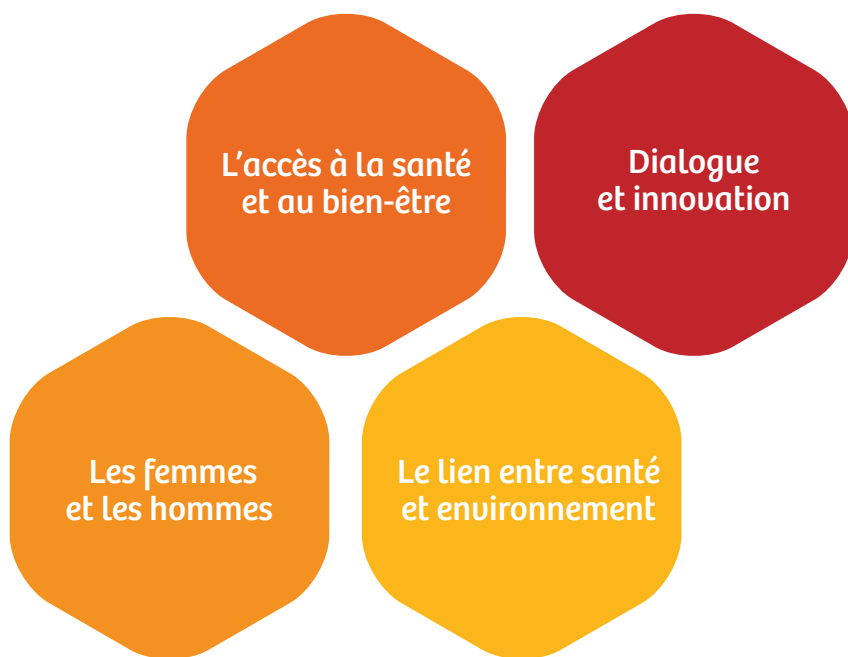 L’accès à la santé
et au bien-être
Dialogue
et innovation
Les femmes
et les hommes
Le lien entre santé
et environnement